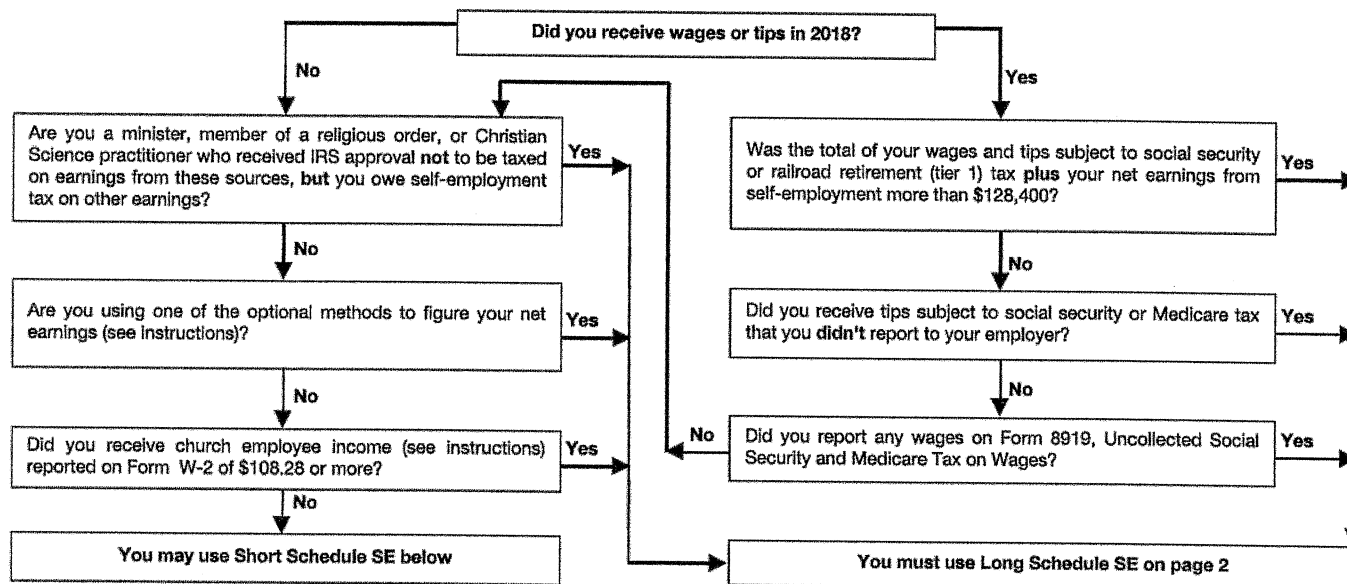 Did you receive wages or tips in 2018?
No
Yes
Are you a minister, member of a religious order, or Christian
Science practitioner who received IRS approval not to be taxed
on earnings from these sources, but you owe self-employment
tax on other earnings?
Yes
Was the total of your wages and tips subject to social security
or railroad retirement (tier 1) tax plus your net earnings from
self-employment more than $128,400?
Yes
No
No
Are you using one of the optional methods to figure your net
earnings (see instructions)?
Yes
Did you receive tips subject to social security or Medicare tax
that you didn't report to your employer?
Yes
No
No
Did you receive church employee income (see instructions)
reported on Form W-2 of $108.28 or more?
Yes
No
Did you report any wages on Form 8919, Uncollected Social
Security and Medicare Tax on Wages?
Yes
No
You may use Short Schedule SE below
You must use Long Schedule SE on page 2